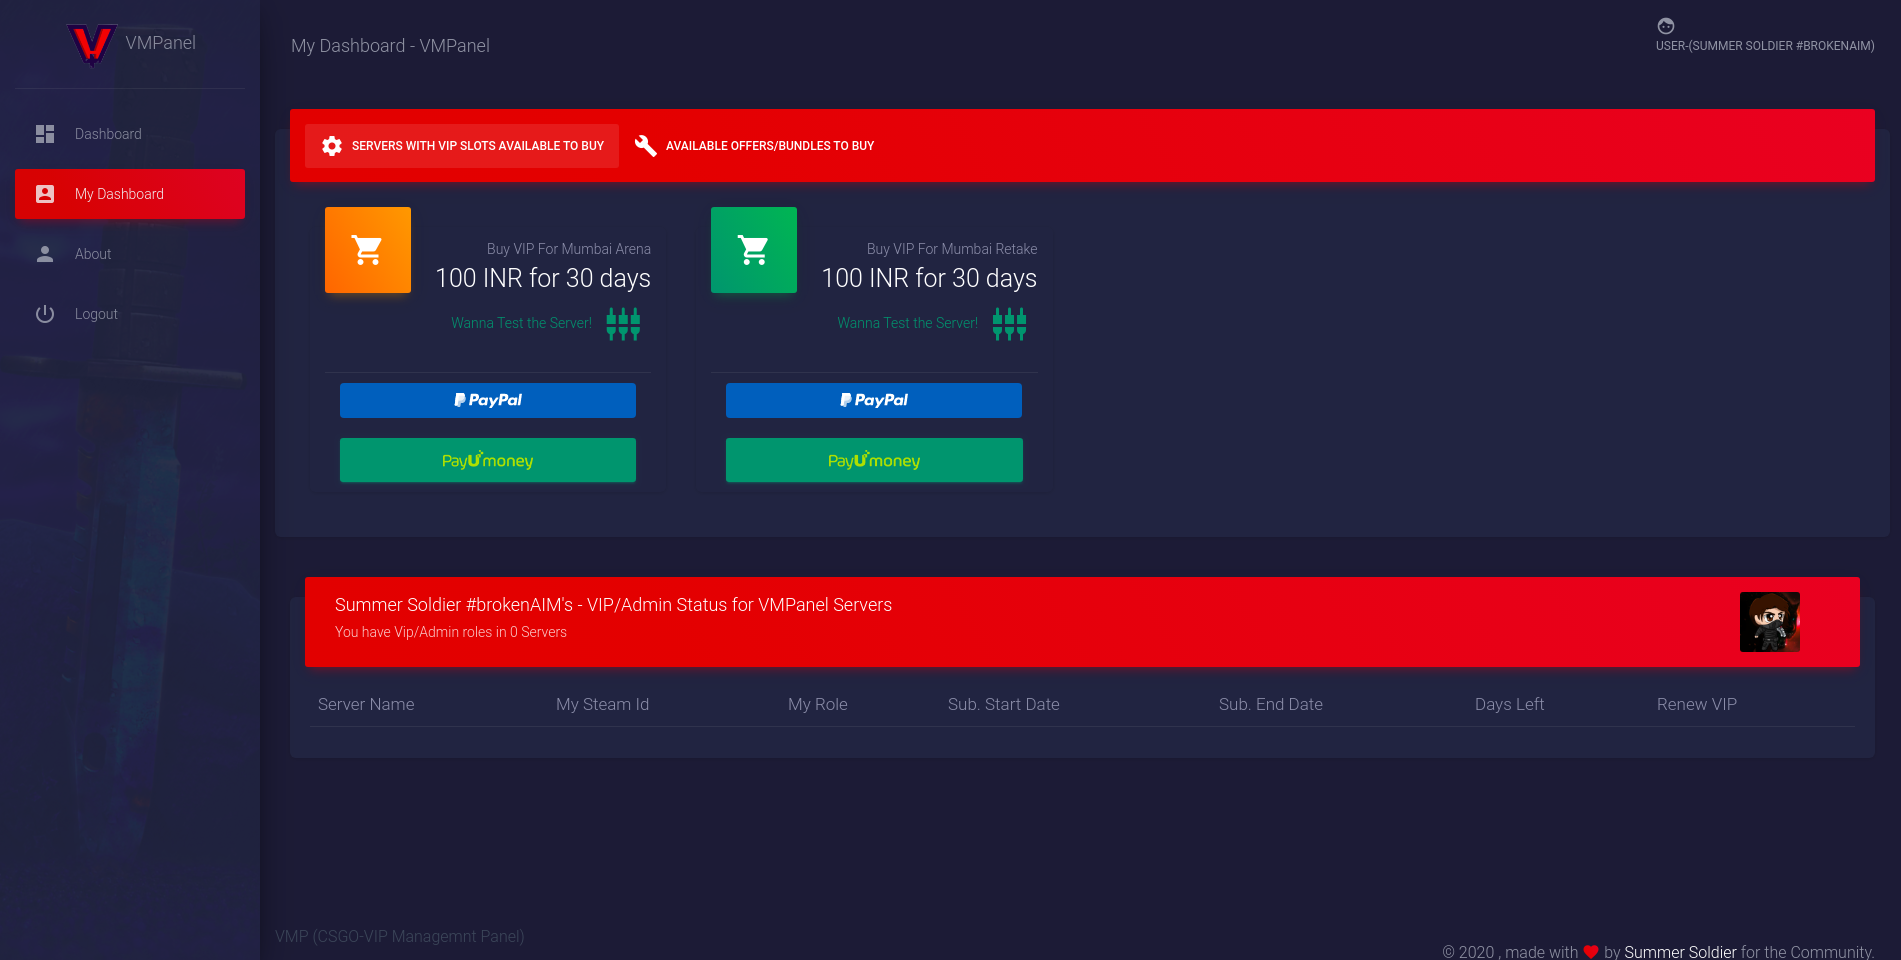 VMPanel
Dashboard
My Dashboard
About
Logout
My Dashboard - VMPanel
USER-(SUMMER SOLDIER #BROKENAIM)
SERVERS WITH VIP SLOTS AVAILABLE TO BUY
AVAILABLE OFFERS/BUNDLES TO BUY
Buy VIP For Mumbai Arena
100 INR for 30 days
Wanna Test the Server!
PayPal
PayUmoney
Buy VIP For Mumbai Retake
100 INR for 30 days
Wanna Test the Server!
PayPal
PayUmoney
Summer Soldier #brokenAIM's - VIP/Admin Status for VMPanel Servers
You have Vip/Admin roles in 0 Servers
Server Name My Steam Id My Role Sub. Start Date Sub. End Date Days Left Renew VIP
VMP (CSGO-VIP Managemnt Panel)
© 2020 , made with ❤ by Summer Soldier for the Community.